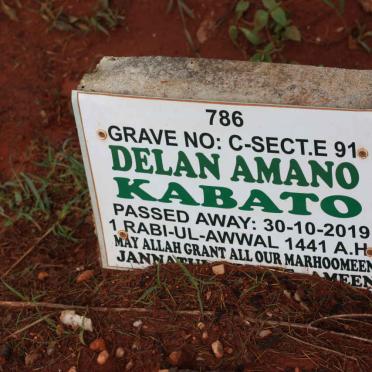 786
GRAVE NO: C-SECT.E 91
DELAN AMANO
KABATO
PASSED AWAY: 30-10-2019
1 RABI-UL-AWWAL 1441 A.H
MAY ALLAH GRANT ALL OUR MARHOOMEEN
AMEEN